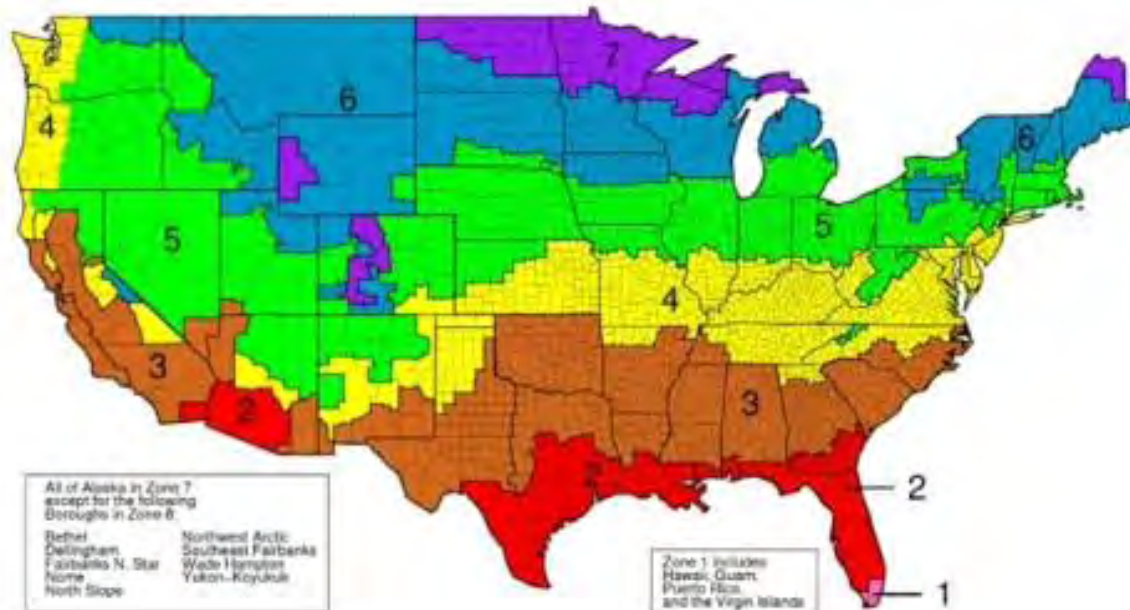 7
6
6
4
5
5
4
3
2
3
2
2
1
All of Alaska in Zone 7
except for the following
Boroughs in Zone 8:
Bethel Northwest Arctic
Dellingham Southeast Fairbanks
Fairbanks N. Star Wade Hampton
Nome Yukon-Koyukuk
North Slope
Zone 1 includes
Hawaii, Guam,
Puerto Rico,
and the Virgin Islands